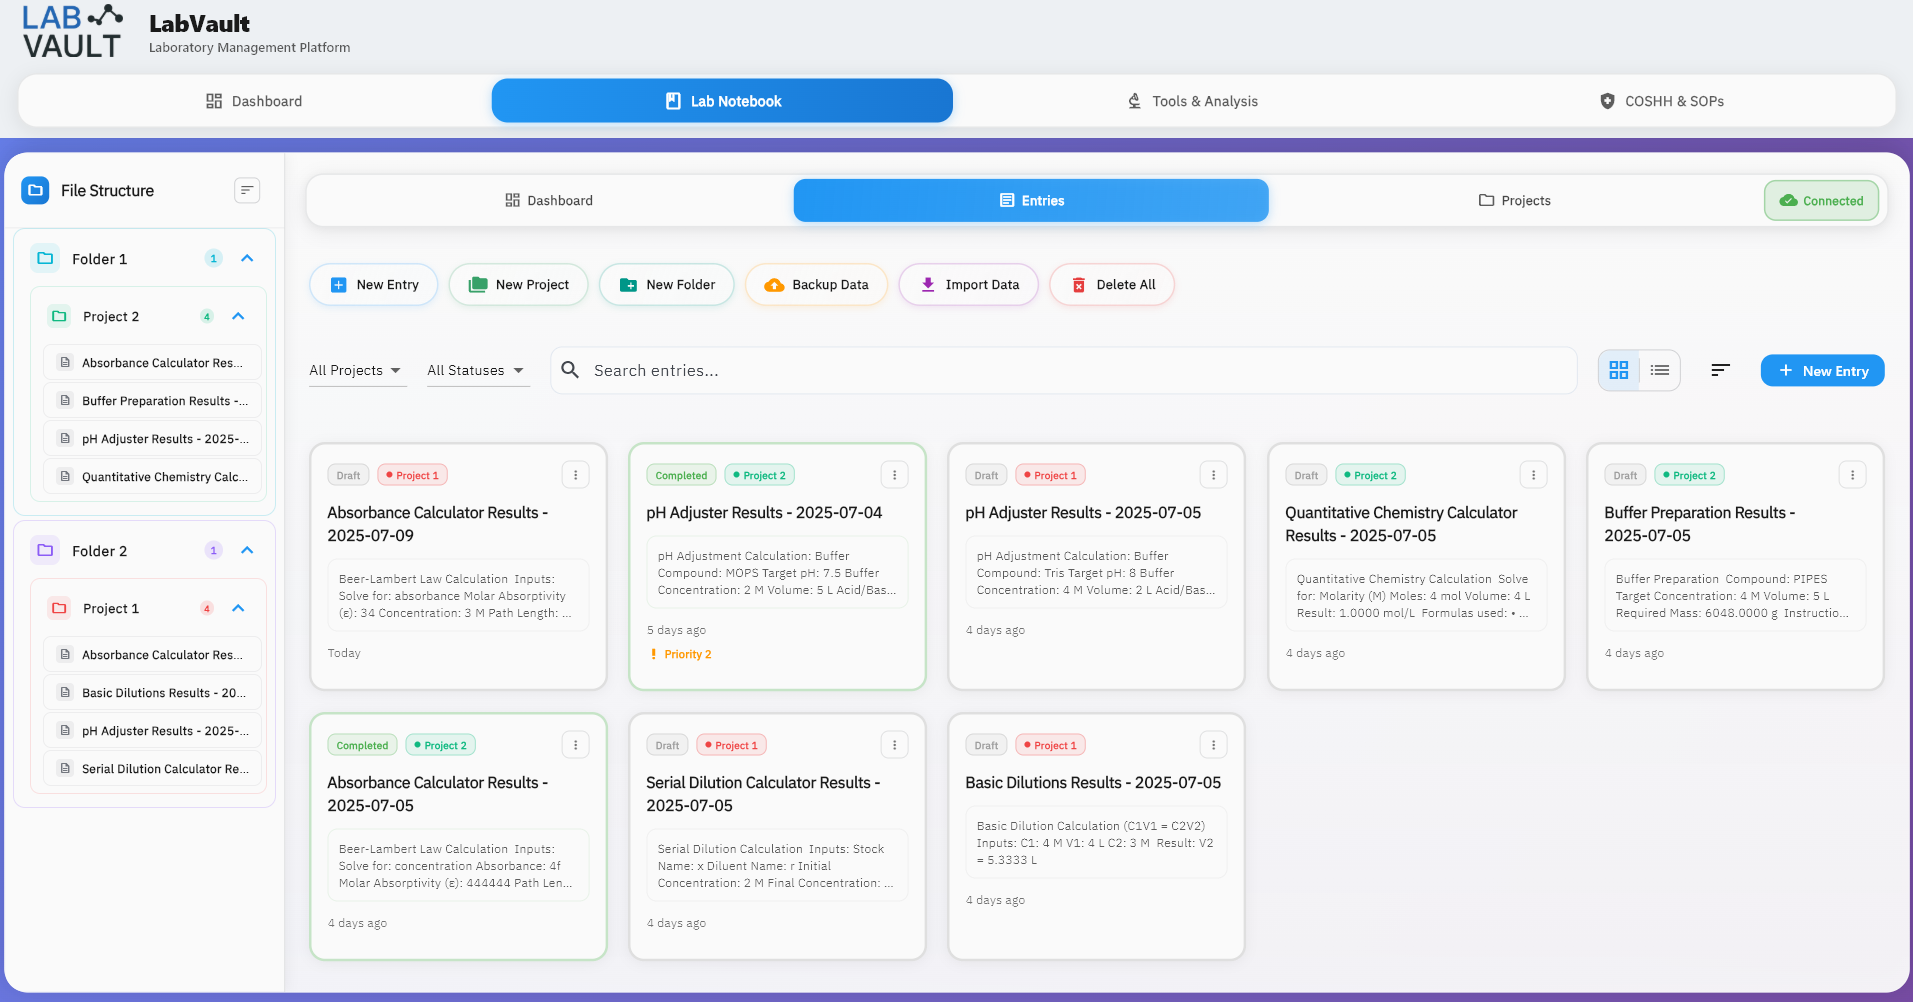 LAB
VAULT
LabVault
Laboratory Management Platform
Dashboard
Lab Notebook
Tools & Analysis
COSHH & SOPs
File Structure
Folder 1
1
Project 2
4
Absorbance Calculator Res...
Buffer Preparation Results -...
pH Adjuster Results - 2025-...
Quantitative Chemistry Calc...
Folder 2
1
Project 1
4
Absorbance Calculator Res...
Basic Dilutions Results - 20...
pH Adjuster Results - 2025-...
Serial Dilution Calculator Re...
Dashboard
Entries
Projects
Connected
New Entry
New Project
New Folder
Backup Data
Import Data
Delete All
All Projects
All Statuses
Search entries...
New Entry
Draft
Project 1
Absorbance Calculator Results -
2025-07-09
Beer-Lambert Law Calculation Inputs:
Solve for: absorbance Molar Absorptivity
(ε): 34 Concentration: 3 M Path Length: ...
Today
Completed
Project 2
pH Adjuster Results - 2025-07-04
pH Adjustment Calculation: Buffer
Compound: MOPS Target pH: 7.5 Buffer
Concentration: 2 M Volume: 5 L Acid/Bas...
5 days ago
Priority 2
Draft
Project 1
pH Adjuster Results - 2025-07-05
pH Adjustment Calculation: Buffer
Compound: Tris Target pH: 8 Buffer
Concentration: 4 M Volume: 2 L Acid/Bas...
4 days ago
Draft
Project 2
Quantitative Chemistry Calculator
Results - 2025-07-05
Quantitative Chemistry Calculation Solve
for: Molarity (M) Moles: 4 mol Volume: 4 L
Result: 1.0000 mol/L Formulas used: • ...
4 days ago
Draft
Project 2
Buffer Preparation Results -
2025-07-05
Buffer Preparation Compound: PIPES
Target Concentration: 4 M Volume: 5 L
Required Mass: 6048.0000 g Instructio...
4 days ago
Completed
Project 2
Absorbance Calculator Results -
2025-07-05
Beer-Lambert Law Calculation Inputs:
Solve for: concentration Absorbance: 4f
Molar Absorptivity (ε): 444444 Path Len...
4 days ago
Draft
Project 1
Serial Dilution Calculator Results -
2025-07-05
Serial Dilution Calculation Inputs: Stock
Name: x Diluent Name: r Initial
Concentration: 2 M Final Concentration: ...
4 days ago
Draft
Project 1
Basic Dilutions Results - 2025-07-05
Basic Dilution Calculation (C1V1 = C2V2)
Inputs: C1: 4 M V1: 4 L C2: 3 M Result: V2
= 5.3333 L
4 days ago